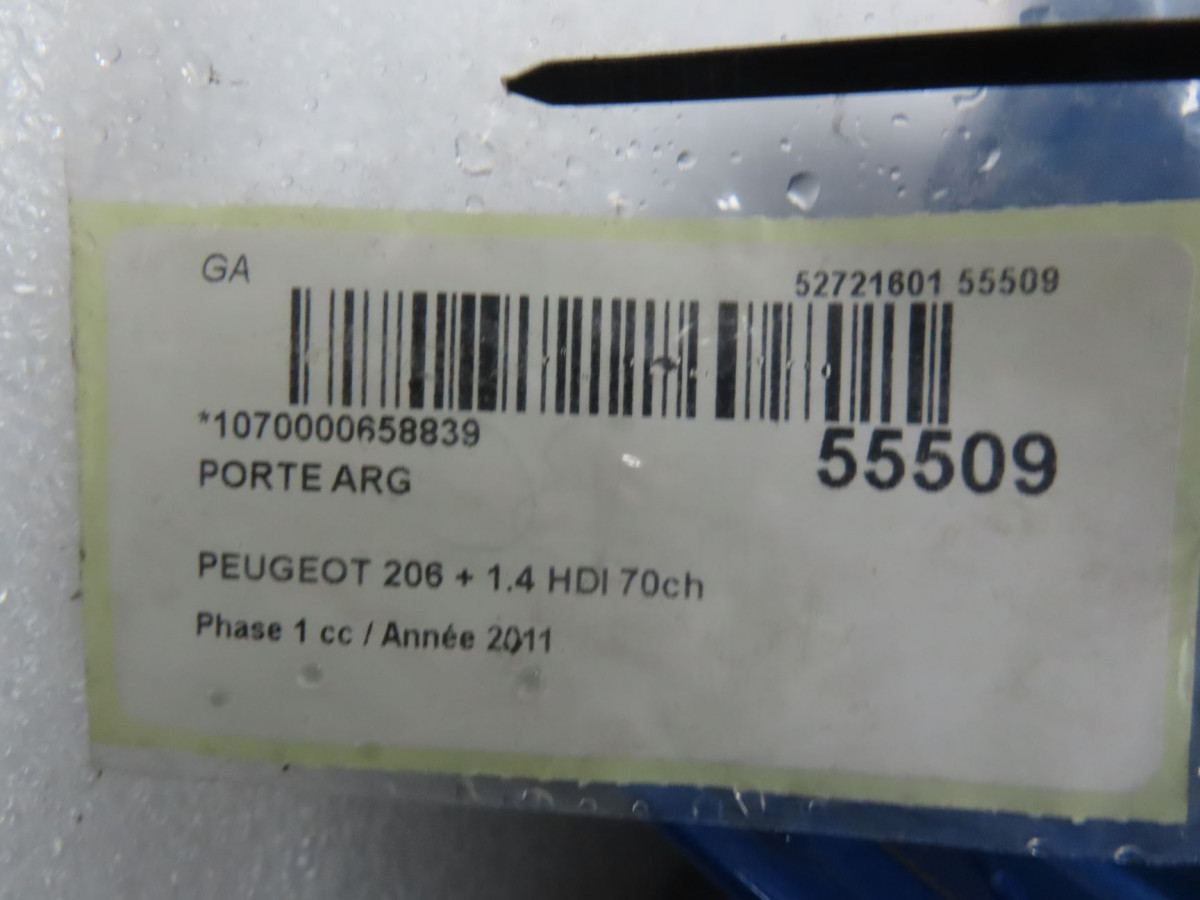 GA
52721601 55509
*1070000658839
55509
PORTE ARG
PEUGEOT 206 + 1.4 HDI 70ch
Phase 1 cc / Année 2011